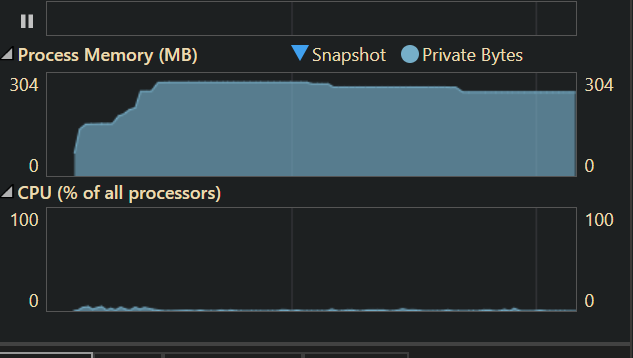 Process Memory (MB) Snapshot Private Bytes
304 304
0 0
CPU (% of all processors)
100 100
0 0